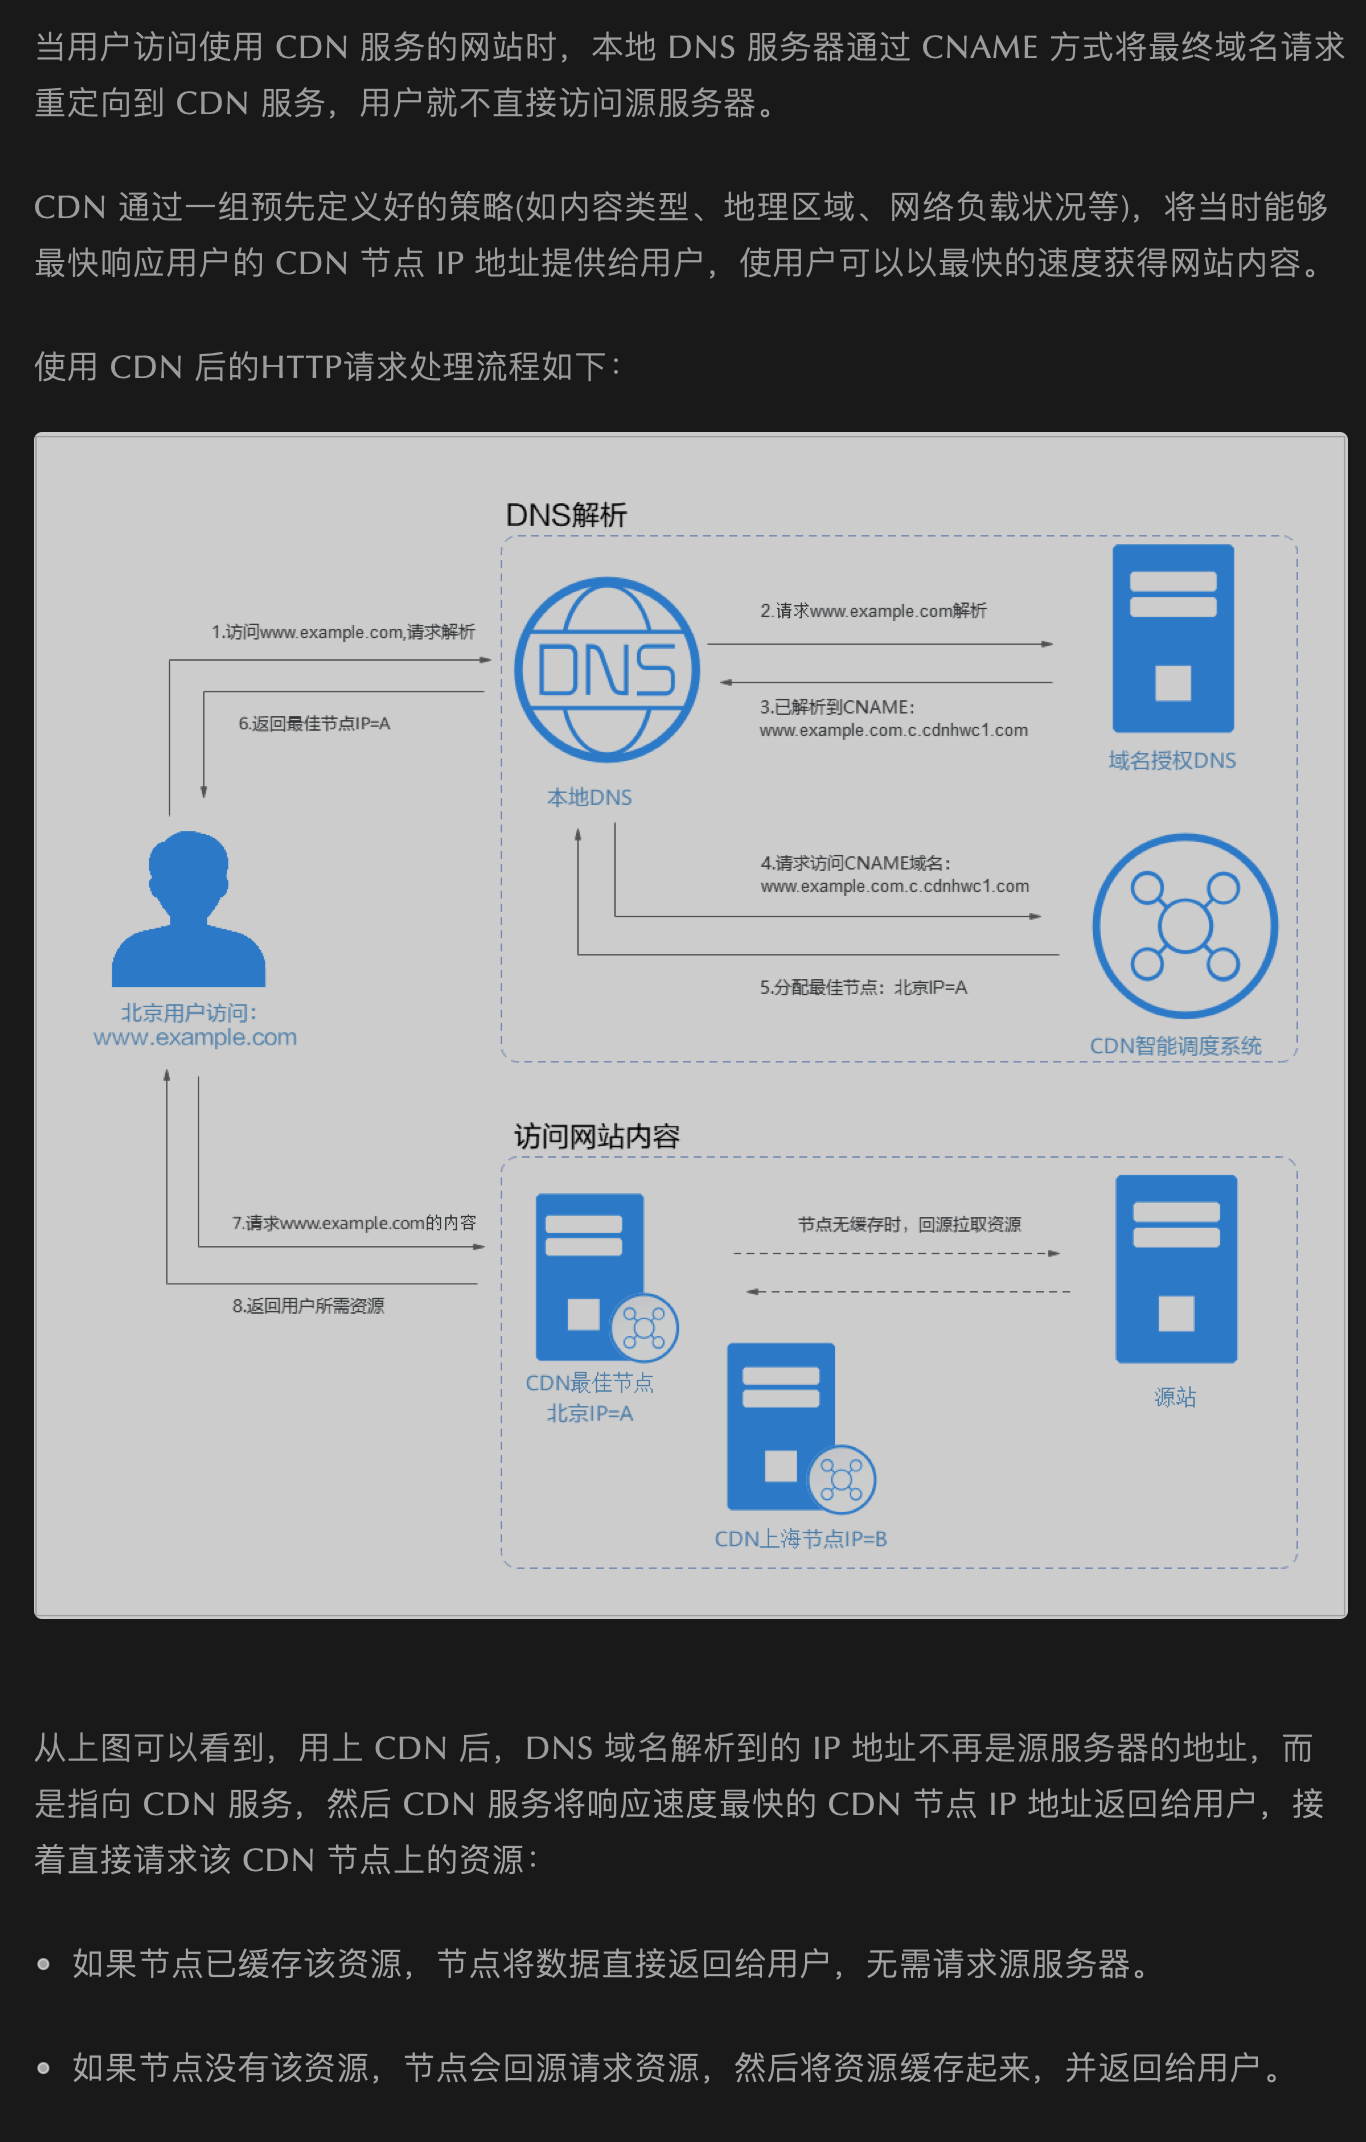 当用户访问使用 CDN 服务的网站时，本地 DNS 服务器通过 CNAME 方式将最终域名请求
重定向到 CDN 服务，用户就不直接访问源服务器。
CDN 通过一组预先定义好的策略(如内容类型、地理区域、网络负载状况等)，将当时能够
最快响应用户的 CDN 节点 IP 地址提供给用户，使用户可以以最快的速度获得网站内容。
使用 CDN 后的HTTP请求处理流程如下：
DNS解析
1.访问www.example.com,请求解析
6.返回最佳节点IP=A
DNS
本地DNS
2.请求www.example.com解析
3.已解析到CNAME：
www.example.com.c.cdnhwc1.com
域名授权DNS
4.请求访问CNAME域名：
www.example.com.c.cdnhwc1.com
5.分配最佳节点：北京IP=A
CDN智能调度系统
北京用户访问：
www.example.com
访问网站内容
7.请求www.example.com的内容
8.返回用户所需资源
节点无缓存时，回源拉取资源
CDN最佳节点
北京IP=A
源站
CDN上海节点IP=B
从上图可以看到，用上 CDN 后，DNS 域名解析到的 IP 地址不再是源服务器的地址，而
是指向 CDN 服务，然后 CDN 服务将响应速度最快的 CDN 节点 IP 地址返回给用户，接
着直接请求该 CDN 节点上的资源：
• 如果节点已缓存该资源，节点将数据直接返回给用户，无需请求源服务器。
• 如果节点没有该资源，节点会回源请求资源，然后将资源缓存起来，并返回给用户。